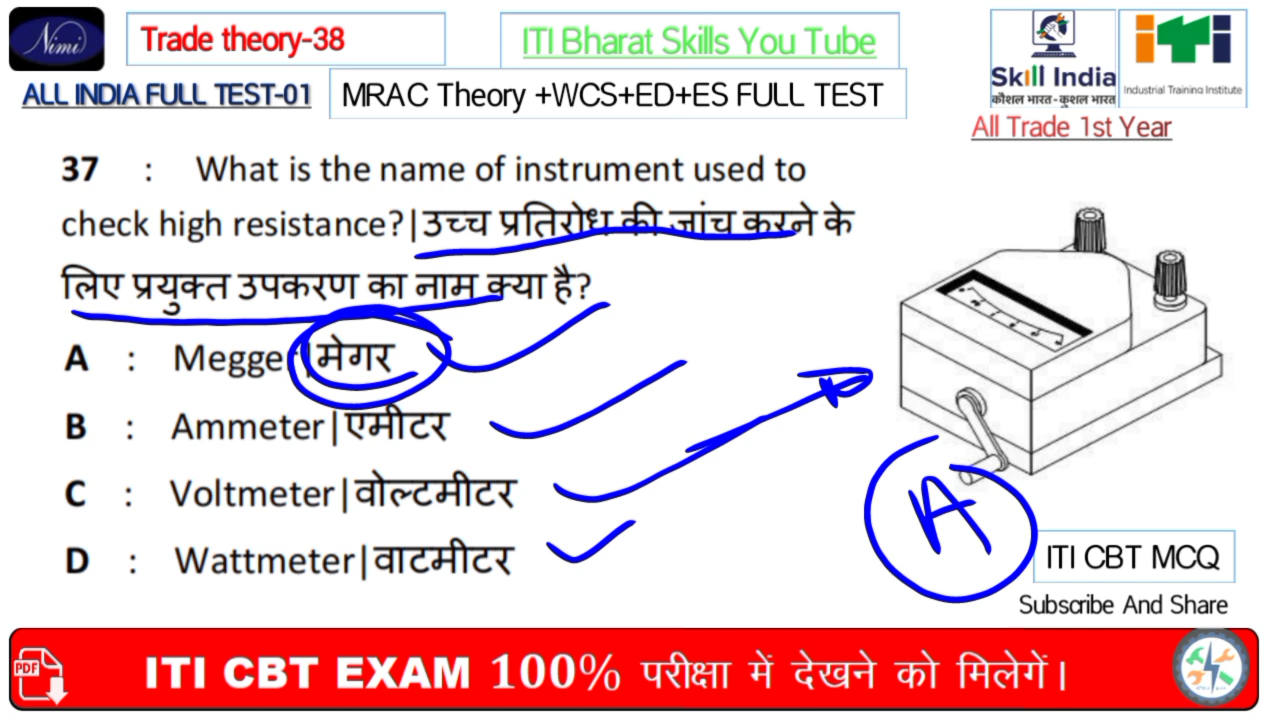 Nimi
Trade theory-38
ITI Bharat Skills You Tube
Skill India
कौशल भारत-कुशल भारत
iTi
Industrial Training Institute
ALL INDIA FULL TEST-01
MRAC Theory +WCS+ED+ES FULL TEST
All Trade 1st Year
37 : What is the name of instrument used to
check high resistance?|उच्च प्रतिरोध की जांच करने के
लिए प्रयुक्त उपकरण का नाम क्या है?
A : Megger|मेगर
B : Ammeter|एमीटर
C : Voltmeter|वोल्टमीटर
D : Wattmeter|वाटमीटर
A
ITI CBT MCQ
Subscribe And Share
PDF
ITI CBT EXAM 100% परीक्षा में देखने को मिलेगें।